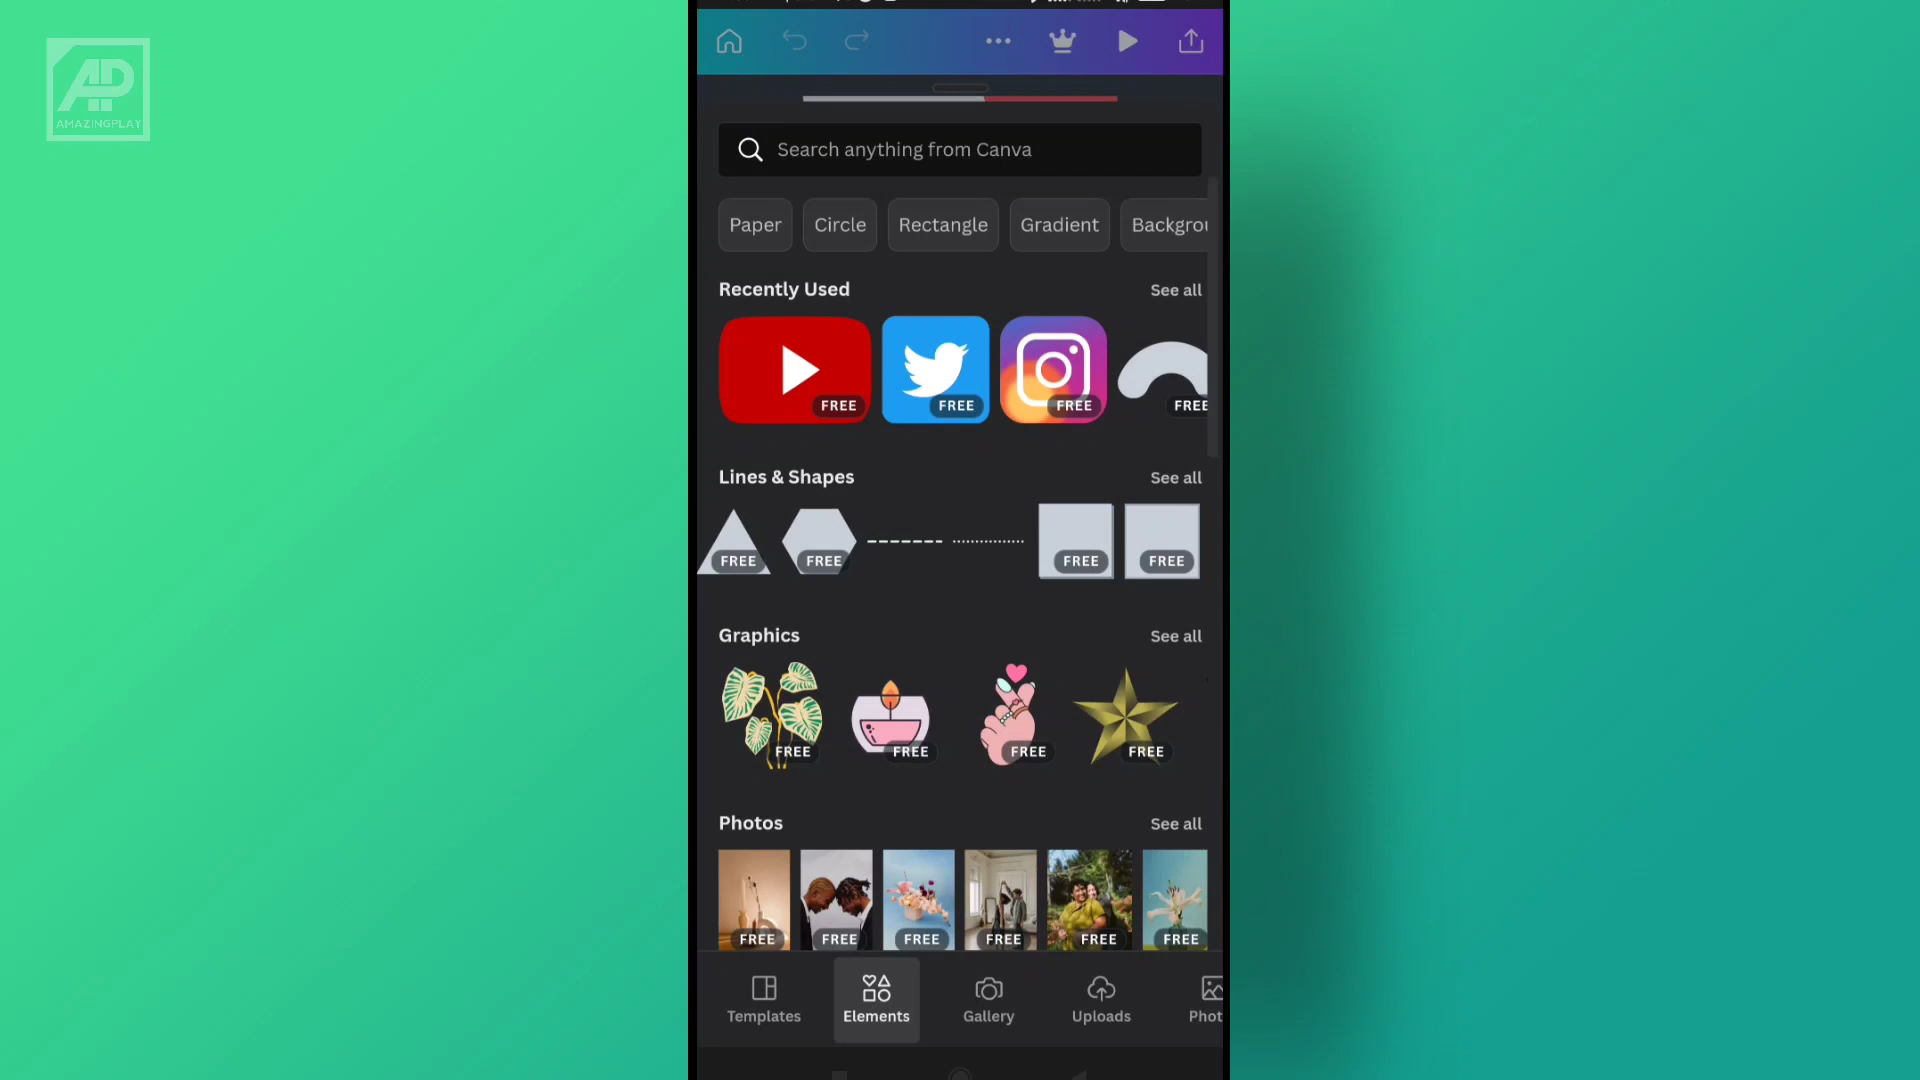 AP
AMAZINGPLAY
Search anything from Canva
Paper Circle Rectangle Gradient Backgrou
Recently Used See all
FREE FREE FREE FREE
Lines & Shapes See all
FREE FREE FREE FREE
Graphics See all
FREE FREE FREE FREE
Photos See all
FREE FREE FREE FREE FREE FREE
Templates Elements Gallery Uploads Phot